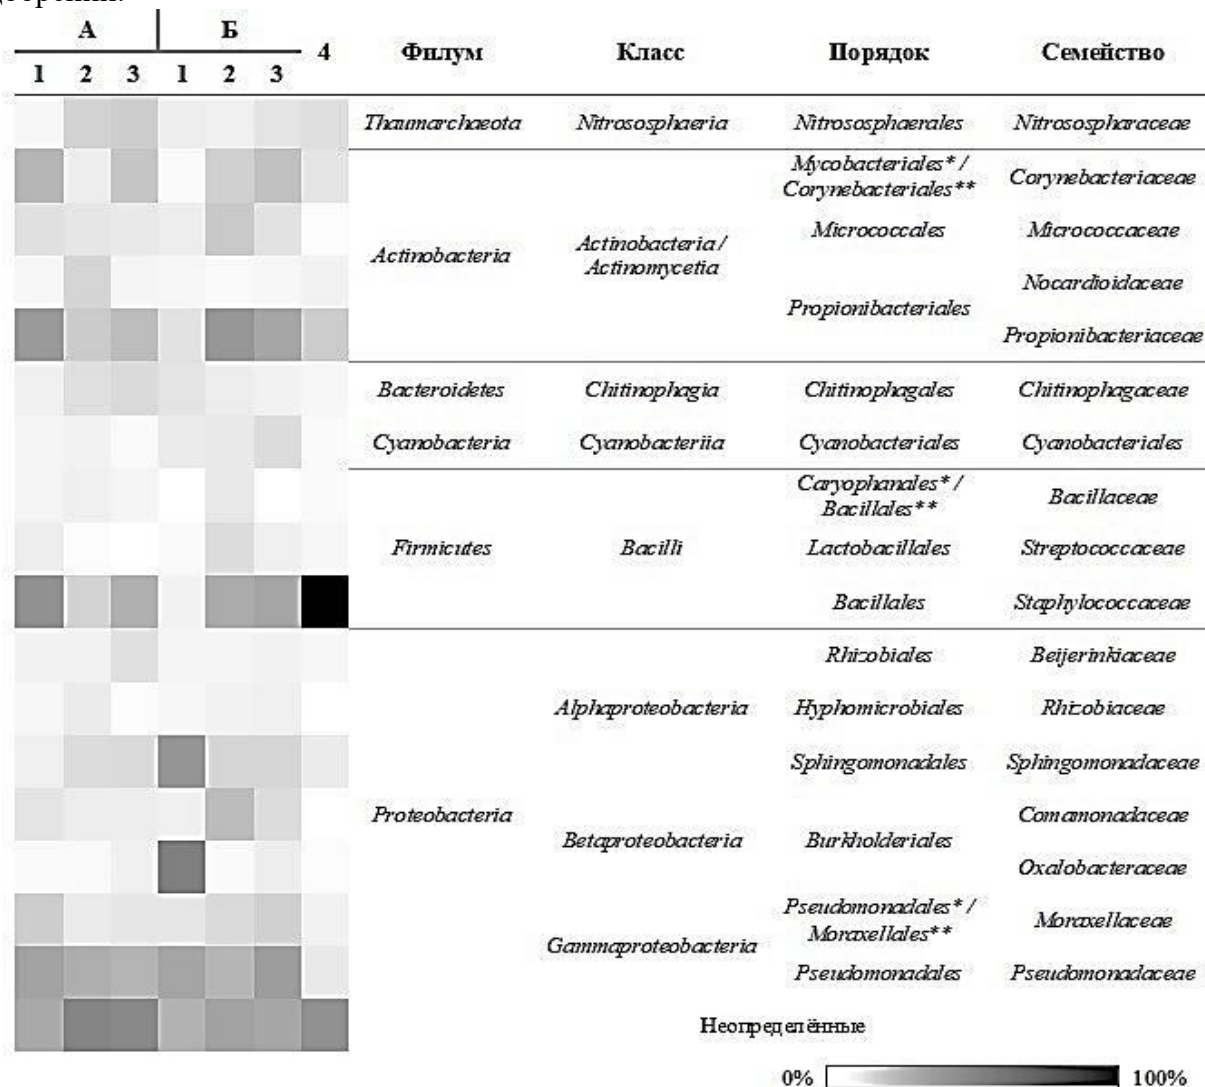 А Б 4 Филум Класс Порядок Семейство
1 2 3 1 2 3
Thaumarchaeota Nitrososphaeria Nitrososphaerales Nitrosospharaceae
Mycobacteriales* /
Corynebacteriales** Corynebacteriaceae
Micrococcales Micrococcaceae
Actinobacteria Actinobacteria /
Actinomycetia
Nocardioidaceae
Propionibacteriales
Propionibacteriaceae
Bacteroidetes Chitinophagia Chitinophagales Chitinophagaceae
Cyanobacteria Cyanobacteriia Cyanobacteriales Cyanobacteriales
Caryophanales* /
Bacillales** Bacillaceae
Firmicutes Bacilli Lactobacillales Streptococcaceae
Bacillales Staphylococcaceae
Rhizobiales Beijerinkiaceae
Alphaproteobacteria Hyphomicrobiales Rhizobiaceae
Sphingomonadales Sphingomonadaceae
Proteobacteria Comamonadaceae
Betaproteobacteria Burkholderiales
Oxalobacteraceae
Pseudomonadales* /
Moraxellales** Moraxellaceae
Gammaproteobacteria
Pseudomonadales Pseudomonadaceae
Неопределённые
0% 100%